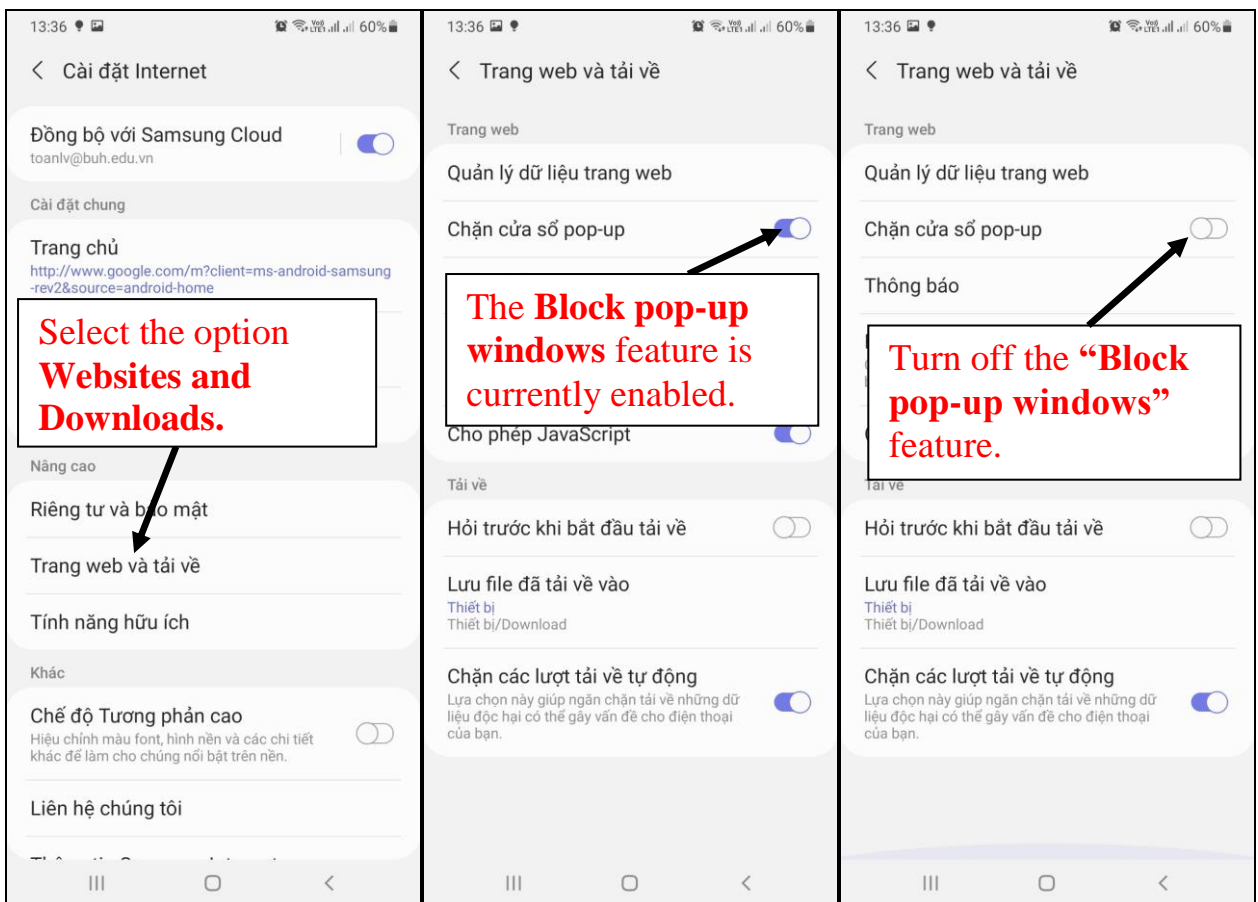 13:36
60%
Cài đặt Internet
Đồng bộ với Samsung Cloud
toanlv@buh.edu.vn
Cài đặt chung
Trang chủ
http://www.google.com/m?client=ms-android-samsung
-rev2&source=android-home
Select the option
Websites and
Downloads.
Nâng cao
Riêng tư và bảo mật
Trang web và tải về
Tính năng hữu ích
Khác
Chế độ Tương phản cao
Hiệu chỉnh màu font, hình nền và các chi tiết
khác để làm cho chúng nổi bật trên nền.
Liên hệ chúng tôi
13:36
60%
Trang web và tải về
Trang web
Quản lý dữ liệu trang web
Chặn cửa sổ pop-up
The Block pop-up
windows feature is
currently enabled.
Cho phép JavaScript
Tải về
Hỏi trước khi bắt đầu tải về
Lưu file đã tải về vào
Thiết bị
Thiết bị/Download
Chặn các lượt tải về tự động
Lựa chọn này giúp ngăn chặn tải về những dữ
liệu độc hại có thể gây vấn đề cho điện thoại
của bạn.
13:36
60%
Trang web và tải về
Trang web
Quản lý dữ liệu trang web
Chặn cửa sổ pop-up
Thông báo
Turn off the “Block
pop-up windows”
feature.
Tải về
Hỏi trước khi bắt đầu tải về
Lưu file đã tải về vào
Thiết bị
Thiết bị/Download
Chặn các lượt tải về tự động
Lựa chọn này giúp ngăn chặn tải về những dữ
liệu độc hại có thể gây vấn đề cho điện thoại
của bạn.